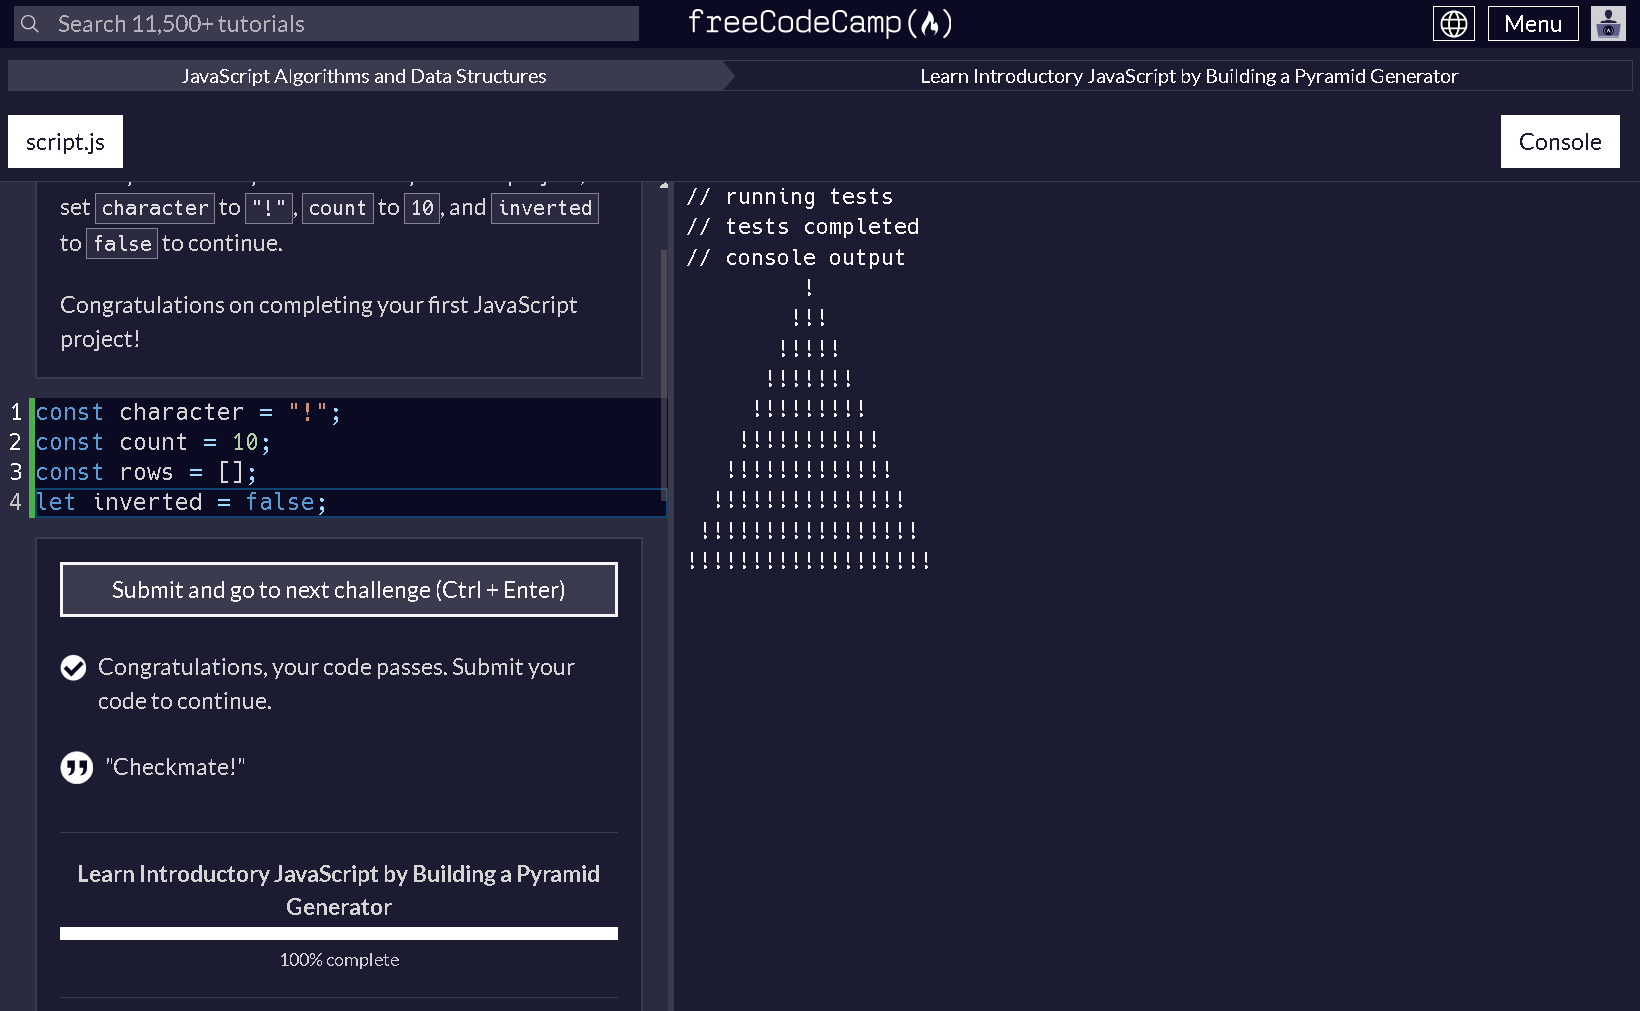 Search 11,500+ tutorials
freeCodeCamp
Menu
JavaScript Algorithms and Data Structures
Learn Introductory JavaScript by Building a Pyramid Generator
script.js
Console
set character to "!", count to 10, and inverted
to false to continue.
Congratulations on completing your first JavaScript
project!
1 const character = "!";
2 const count = 10;
3 const rows = [];
4 let inverted = false;
Submit and go to next challenge (Ctrl + Enter)
Congratulations, your code passes. Submit your
code to continue.
"Checkmate!"
Learn Introductory JavaScript by Building a Pyramid
Generator
100% complete
// running tests
// tests completed
// console output
!
!!!
!!!!!
!!!!!!!
!!!!!!!!!
!!!!!!!!!!!
!!!!!!!!!!!!!
!!!!!!!!!!!!!!!
!!!!!!!!!!!!!!!!!
!!!!!!!!!!!!!!!!!!!